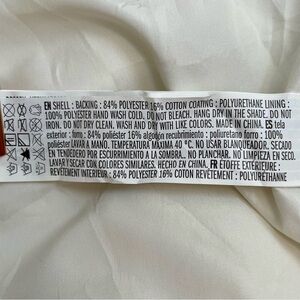 EN SHELL : BACKING : 84% POLYESTER 16% COTTON COATING : POLYURETHANE LINING :
100% POLYESTER HAND WASH COLD. DO NOT BLEACH. HANG DRY IN THE SHADE. DO NOT
IRON. DO NOT DRY CLEAN. WASH AND DRY WITH LIKE COLORS. MADE IN CHINA. ES tela
exterior : forro : 84% poliéster 16% algodón recubrimiento : poliuretano forro : 100%
poliéster LAVAR A MANO. TEMPERATURA MAXIMA 40 °C. NO USAR BLANQUEADOR. SECADO
EN TENDEDERO POR ESCURRIMIENTO A LA SOMBRA. NO PLANCHAR. NO LIMPIEZA EN SECO.
LAVAR Y SECAR CON COLORES SIMILARES. HECHO EN CHINA. FR ÉTOFFE EXTÉRIEURE :
REVÊTEMENT INTERIEUR : 84% POLYESTER 16% COTON REVÊTEMENT : POLYURÉTHANNE